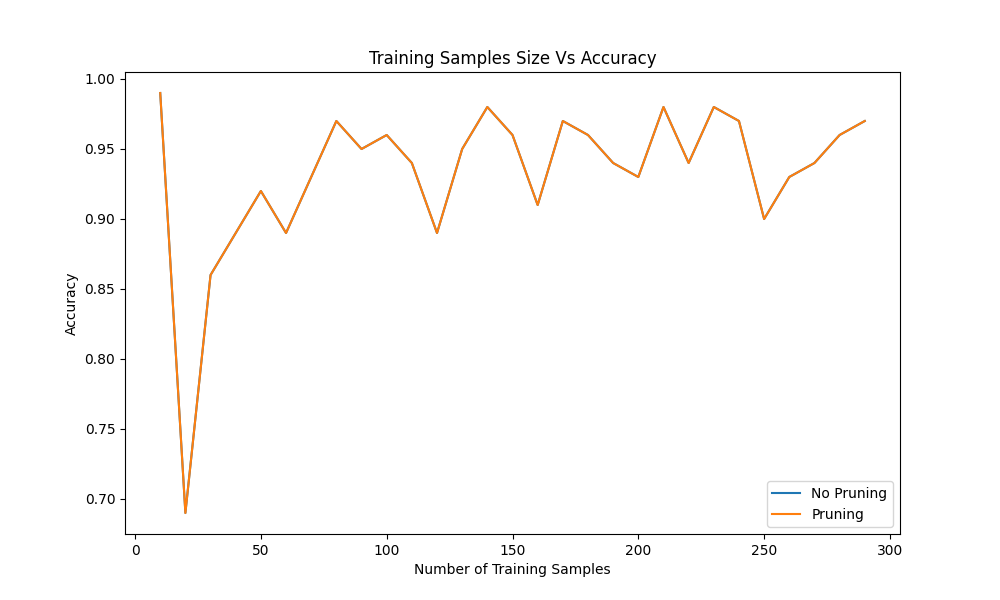 Training Samples Size Vs Accuracy
1.00
0.95
0.90
0.85
0.80
0.75
0.70
Accuracy
0
50
100
150
200
250
300
Number of Training Samples
No Pruning
Pruning